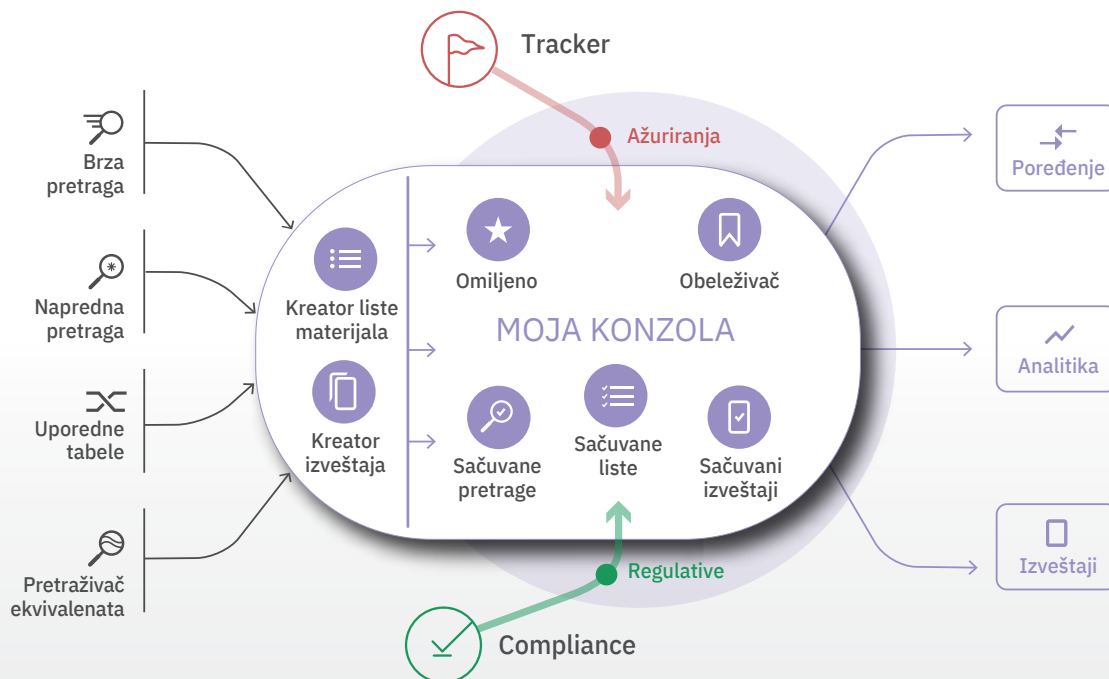 Tracker
Ažuriranja
Brza
pretraga
Napredna
pretraga
Uporedne
tabele
Pretraživač
ekvivalenata
Kreator liste
materijala
Kreator
izveštaja
Omiljeno
Obeleživač
MOJA KONZOLA
Sačuvane
pretrage
Sačuvane
liste
Sačuvani
izveštaji
Regulative
Compliance
Poređenje
Analitika
Izveštaji